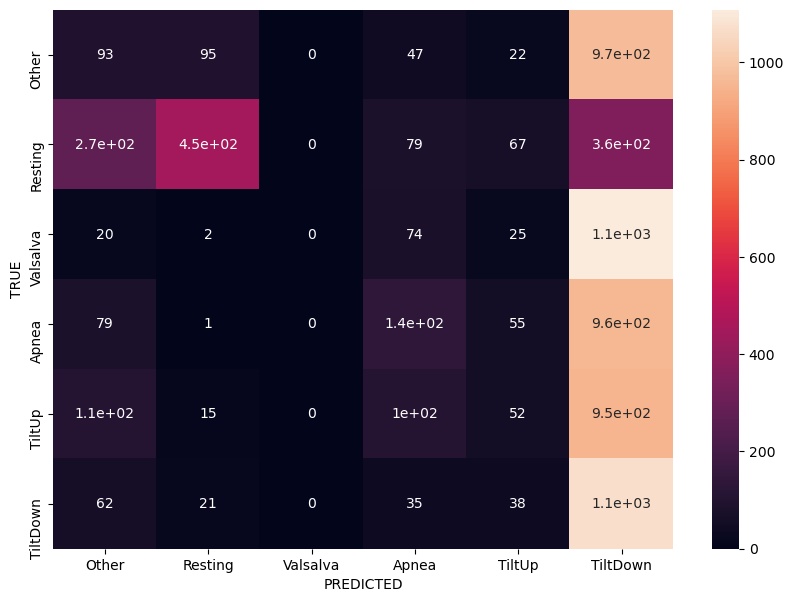 Other 93 95 0 47 22 9.7e+02
Resting 2.7e+02 4.5e+02 0 79 67 3.6e+02
Valsalva 20 2 0 74 25 1.1e+03
Apnea 79 1 0 1.4e+02 55 9.6e+02
TiltUp 1.1e+02 15 0 1e+02 52 9.5e+02
TiltDown 62 21 0 35 38 1.1e+03
Other Resting Valsalva Apnea TiltUp TiltDown
PREDICTED
TRUE
1000
800
600
400
200
0